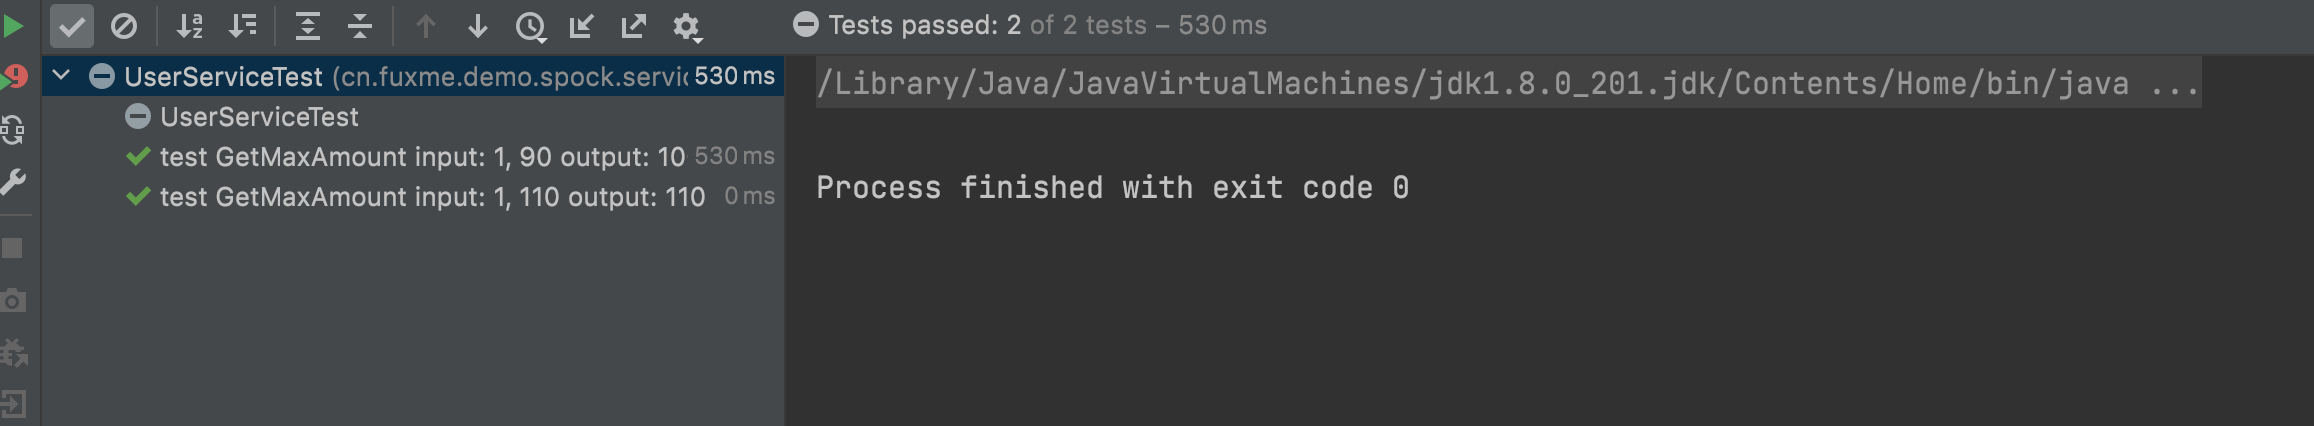 Tests passed: 2 of 2 tests – 530 ms
UserServiceTest (cn.fuxme.demo.spock.servic 530 ms
UserServiceTest
test GetMaxAmount input: 1, 90 output: 10 530 ms
test GetMaxAmount input: 1, 110 output: 110 0 ms
/Library/Java/JavaVirtualMachines/jdk1.8.0_201.jdk/Contents/Home/bin/java ...
Process finished with exit code 0